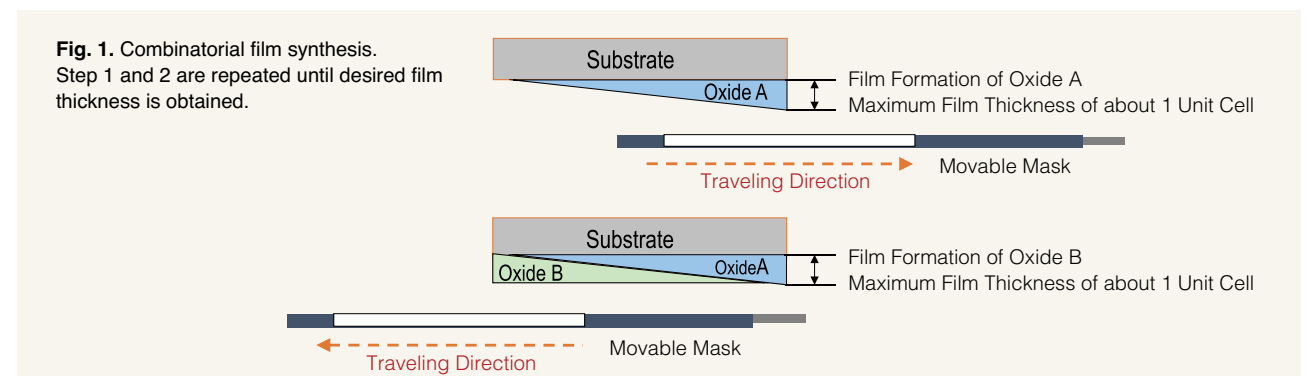 Fig. 1. Combinatorial film synthesis.
Step 1 and 2 are repeated until desired film
thickness is obtained.
Substrate
Oxide A
Film Formation of Oxide A
Maximum Film Thickness of about 1 Unit Cell
Movable Mask
Traveling Direction
Substrate
Oxide B
OxideA
Film Formation of Oxide B
Maximum Film Thickness of about 1 Unit Cell
Movable Mask
Traveling Direction